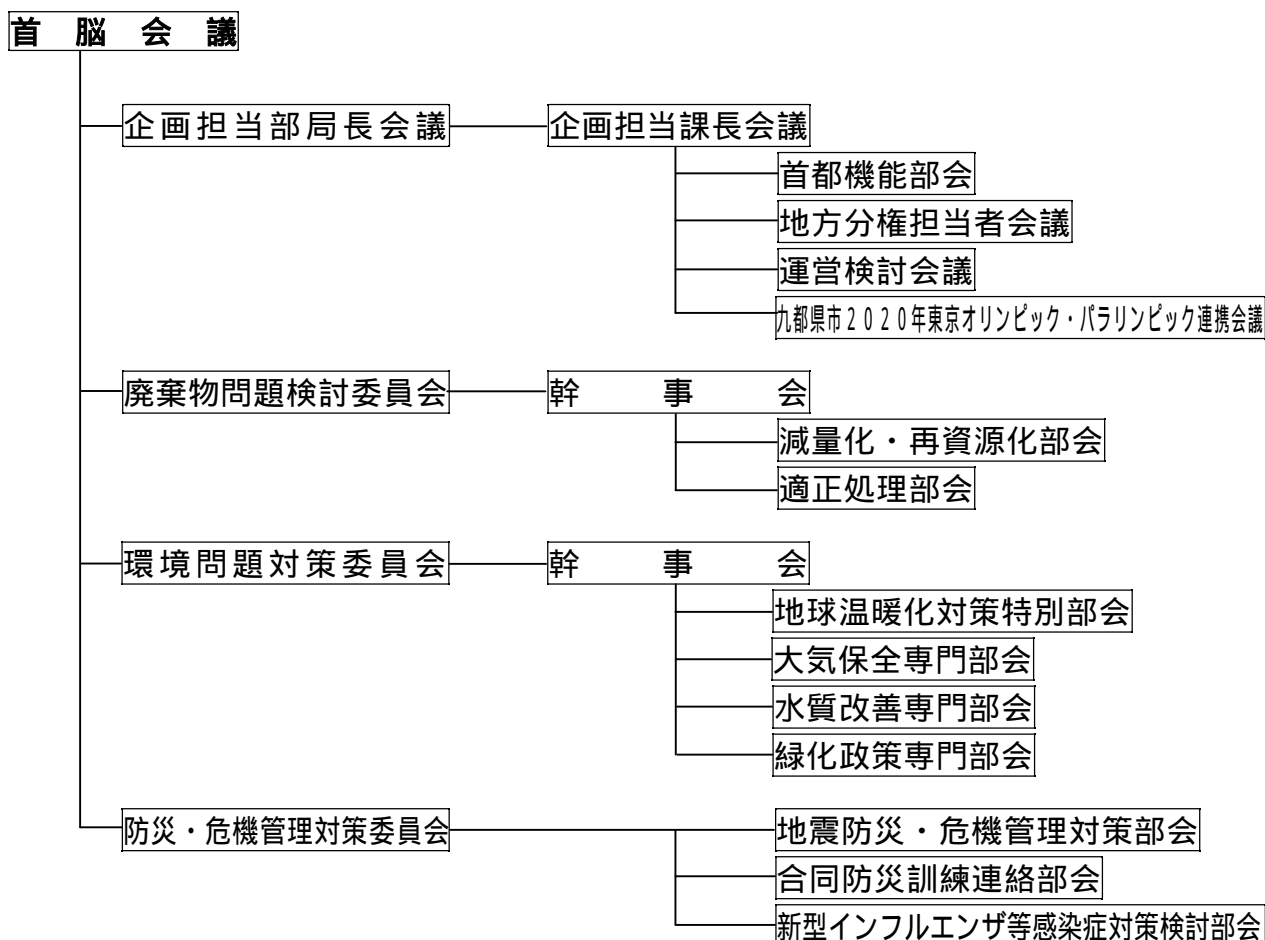 首脳会議
企画担当部局長会議 企画担当課長会議
首都機能部会
地方分権担当者会議
運営検討会議
九都県市２０２０年東京オリンピック・パラリンピック連携会議
廃棄物問題検討委員会 幹事会
減量化・再資源化部会
適正処理部会
環境問題対策委員会 幹事会
地球温暖化対策特別部会
大気保全専門部会
水質改善専門部会
緑化政策専門部会
防災・危機管理対策委員会 地震防災・危機管理対策部会
合同防災訓練連絡部会
新型インフルエンザ等感染症対策検討部会